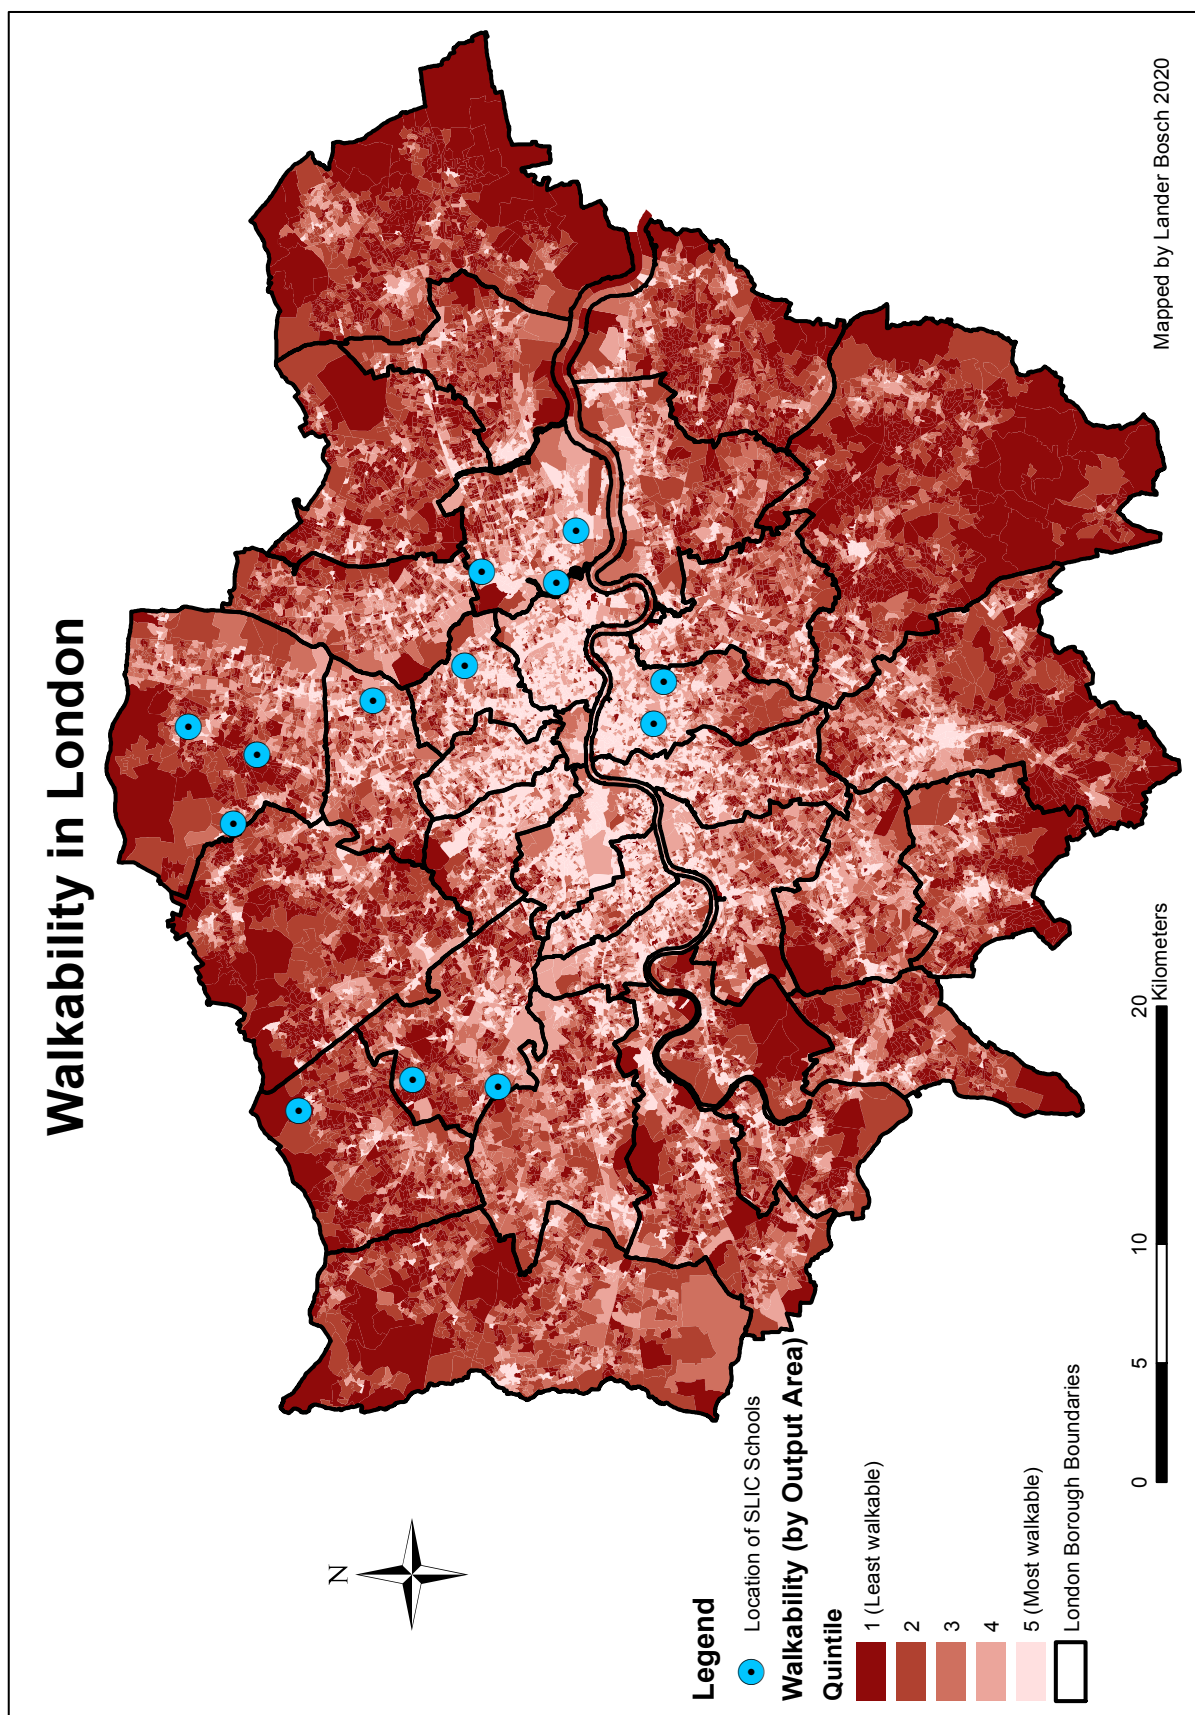 Walkability in London
N
Legend
Location of SLIC Schools
Walkability (by Output Area)
Quintile
1 (Least walkable)
2
3
4
5 (Most walkable)
London Borough Boundaries
0 5 10 20
Kilometers
Mapped by Lander Bosch 2020